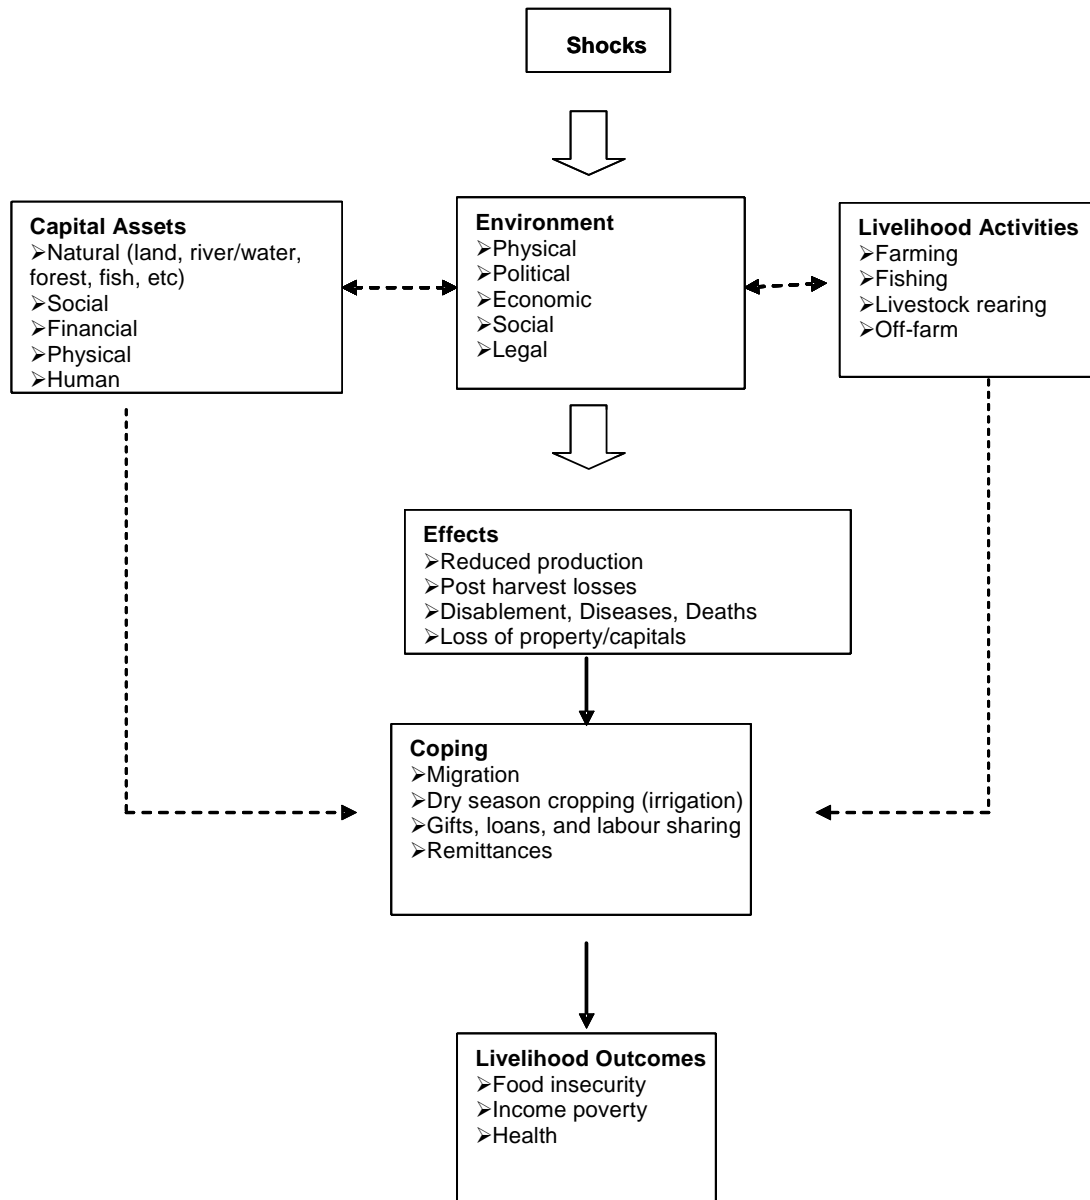 Shocks
Capital Assets
➢Natural (land, river/water,
forest, fish, etc)
➢Social
➢Financial
➢Physical
➢Human
Environment
➢Physical
➢Political
➢Economic
➢Social
➢Legal
Livelihood Activities
➢Farming
➢Fishing
➢Livestock rearing
➢Off-farm
Effects
➢Reduced production
➢Post harvest losses
➢Disablement, Diseases, Deaths
➢Loss of property/capitals
Coping
➢Migration
➢Dry season cropping (irrigation)
➢Gifts, loans, and labour sharing
➢Remittances
Livelihood Outcomes
➢Food insecurity
➢Income poverty
➢Health